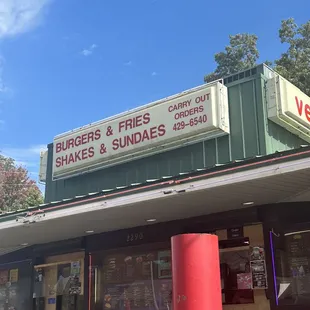 BURGERS & FRIES
SHAKES & SUNDAES
CARRY OUT
ORDERS
429-6540